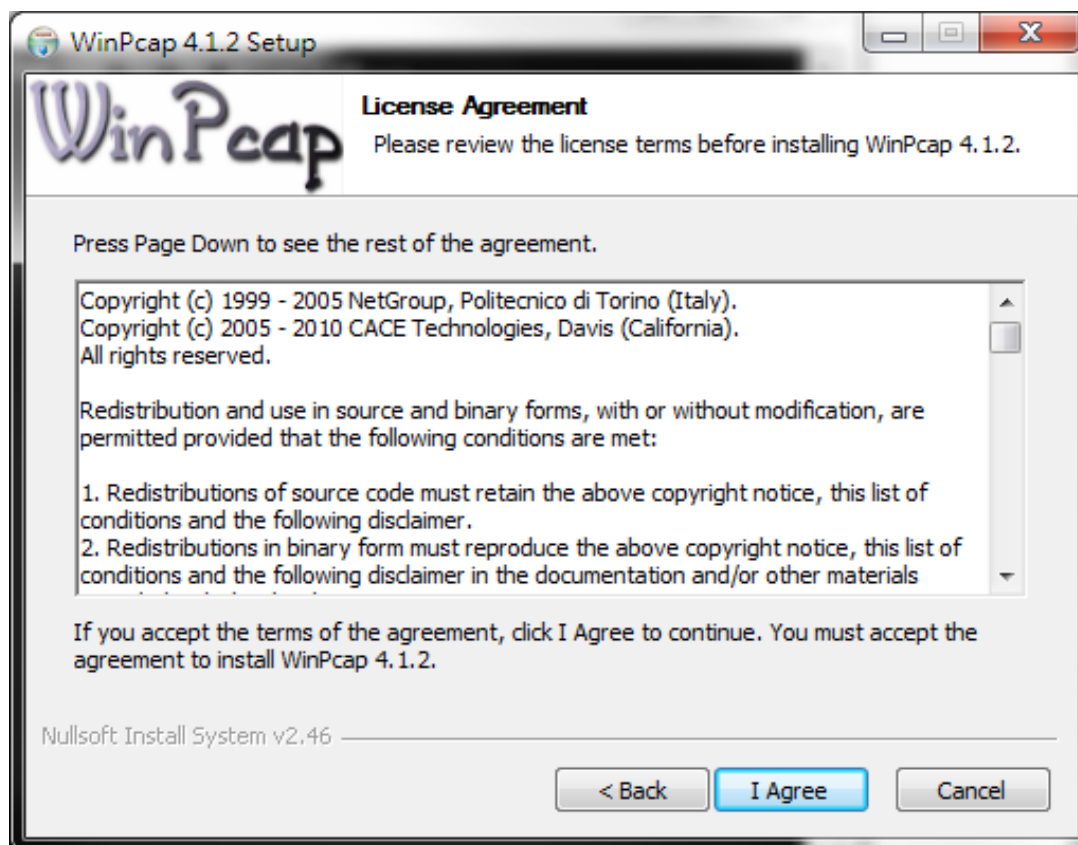 WinPcap 4.1.2 Setup
WinPcap
License Agreement
Please review the license terms before installing WinPcap 4.1.2.
Press Page Down to see the rest of the agreement.
Copyright (c) 1999 - 2005 NetGroup, Politecnico di Torino (Italy).
Copyright (c) 2005 - 2010 CACE Technologies, Davis (California).
All rights reserved.
Redistribution and use in source and binary forms, with or without modification, are
permitted provided that the following conditions are met:
1. Redistributions of source code must retain the above copyright notice, this list of
conditions and the following disclaimer.
2. Redistributions in binary form must reproduce the above copyright notice, this list of
conditions and the following disclaimer in the documentation and/or other materials
If you accept the terms of the agreement, click I Agree to continue. You must accept the
agreement to install WinPcap 4.1.2.
Nullsoft Install System v2.46
< Back
I Agree
Cancel